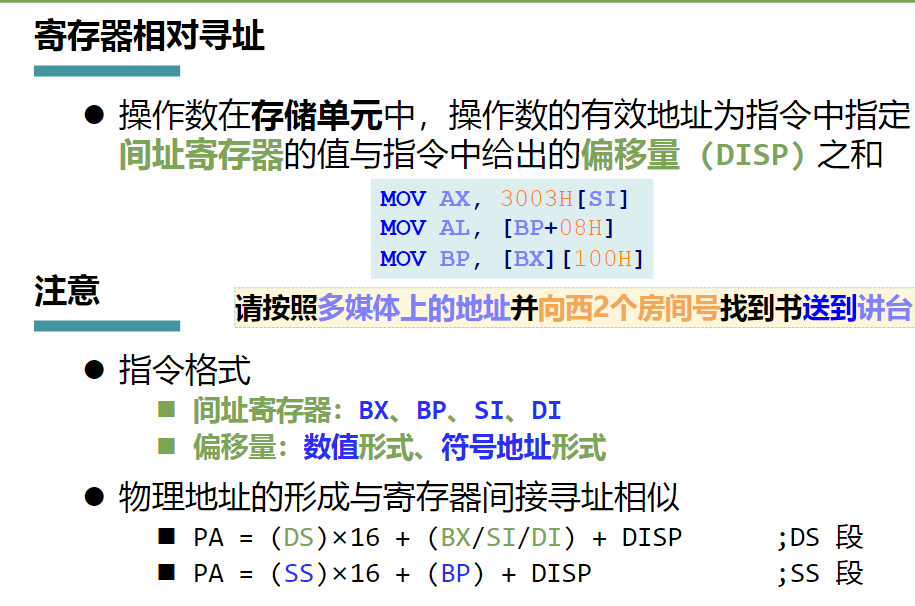 寄存器相对寻址
● 操作数在存储单元中，操作数的有效地址为指令中指定
间址寄存器的值与指令中给出的偏移量（DISP）之和
MOV AX, 3003H[SI]
MOV AL, [BP+08H]
MOV BP, [BX][100H]
注意
请按照多媒体上的地址并向西2个房间号找到书送到讲台
● 指令格式
■ 间址寄存器：BX、BP、SI、DI
■ 偏移量：数值形式、符号地址形式
● 物理地址的形成与寄存器间接寻址相似
■ PA = (DS)×16 + (BX/SI/DI) + DISP ;DS 段
■ PA = (SS)×16 + (BP) + DISP ;SS 段